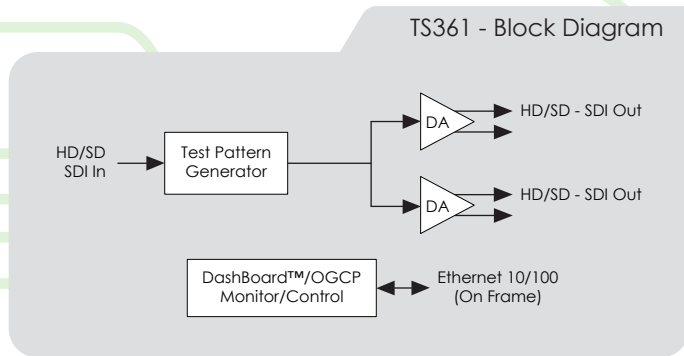 TS361 - Block Diagram
HD/SD
SDI In
Test Pattern
Generator
DA
HD/SD - SDI Out
DA
HD/SD - SDI Out
DashBoard™/OGCP
Monitor/Control
Ethernet 10/100
(On Frame)